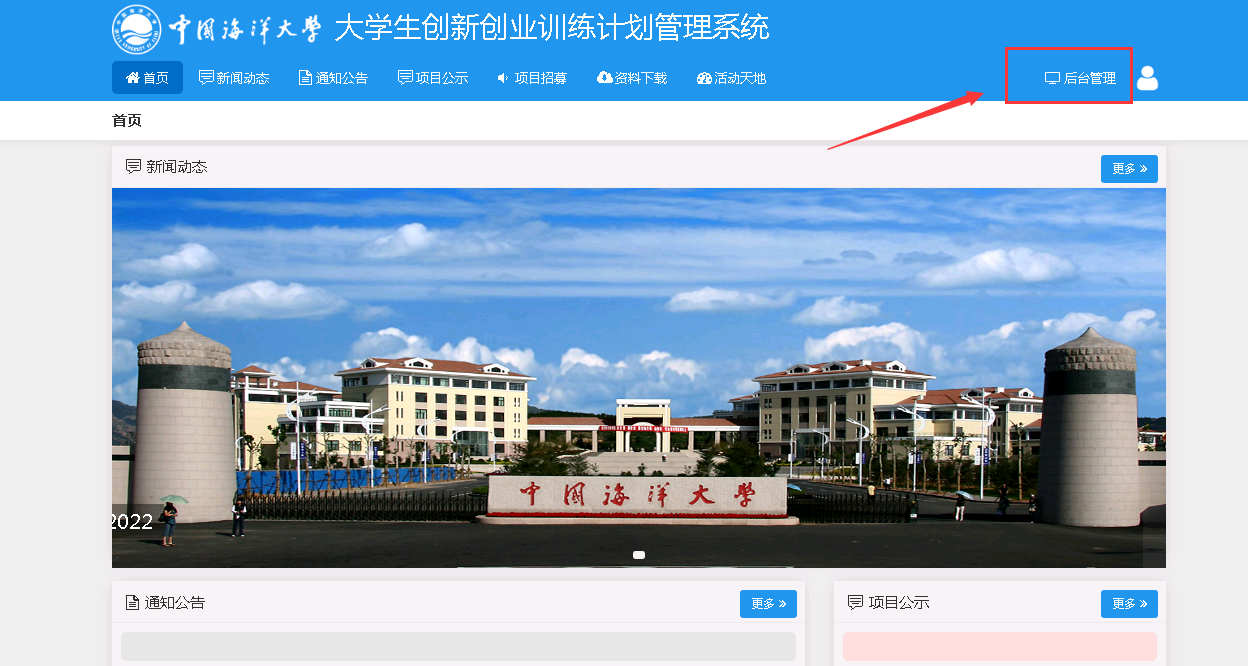 中国海洋大学 大学生创新创业训练计划管理系统
首页 新闻动态 通知公告 项目公示 项目招募 资料下载 活动天地 后台管理
首页
新闻动态 更多
中国海洋大学
2022
通知公告 更多
项目公示 更多